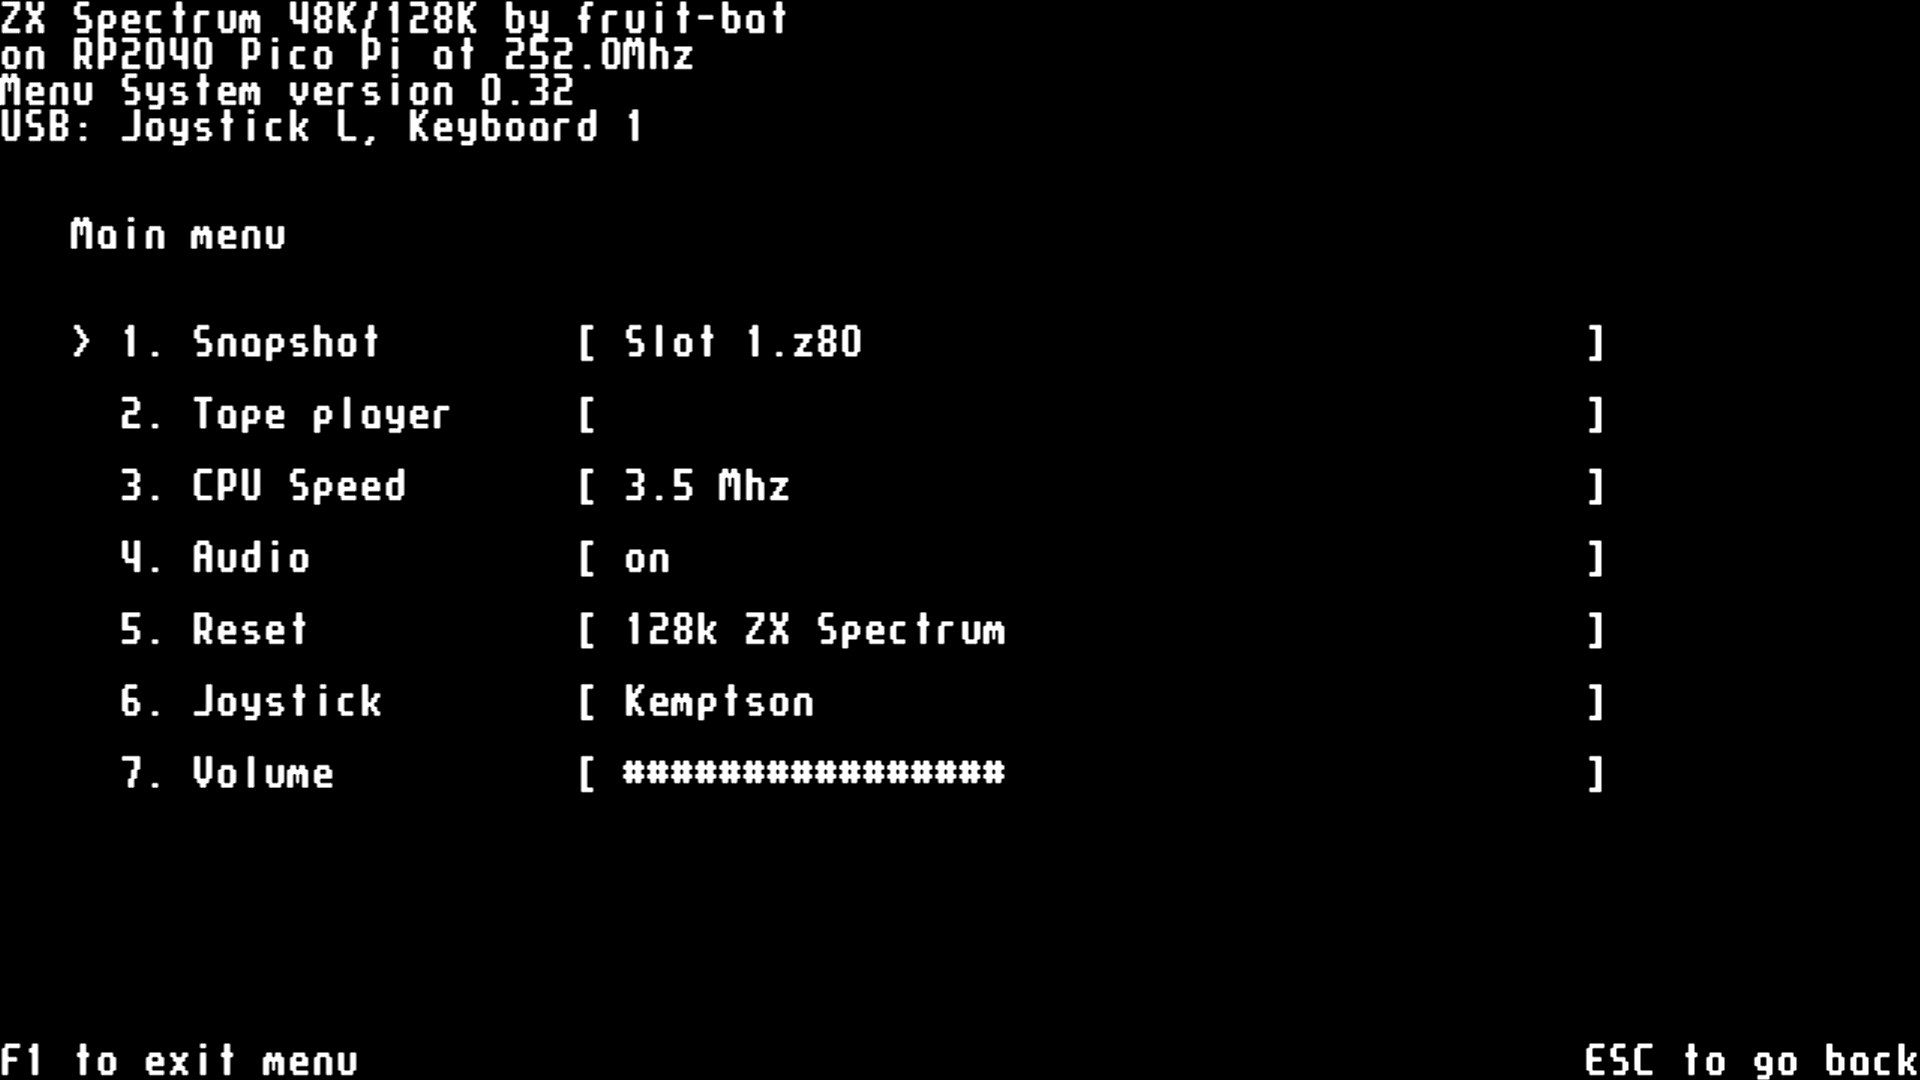 ZX Spectrum 48K/128K by fruit-bat
on RP2040 Pico Pi at 252.0Mhz
Menu System version 0.32
USB: Joystick L, Keyboard 1
Main menu
> 1. Snapshot [ Slot 1.z80 ]
2. Tape player [ ]
3. CPU Speed [ 3.5 Mhz ]
4. Audio [ on ]
5. Reset [ 128k ZX Spectrum ]
6. Joystick [ Kemptson ]
7. Volume [ ################ ]
F1 to exit menu ESC to go back